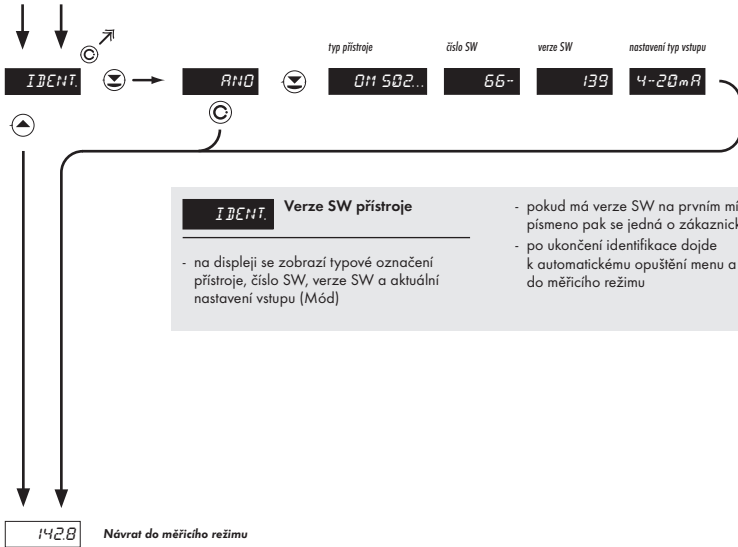 typ přístroje
číslo SW
verze SW
nastavení typ vstupu
IDENT.
ANO
OM 502...
66-
139
4-20mA
IDENT.
Verze SW přístroje
- na displeji se zobrazí typové označení
přístroje, číslo SW, verze SW a aktuální
nastavení vstupu (Mód)
- pokud má verze SW na prvním
písmeno pak se jedná o
- po ukončení identifikace dojde
k automatickému opuštění menu a
do měřicího režimu
142.8
Návrat do měřicího režimu